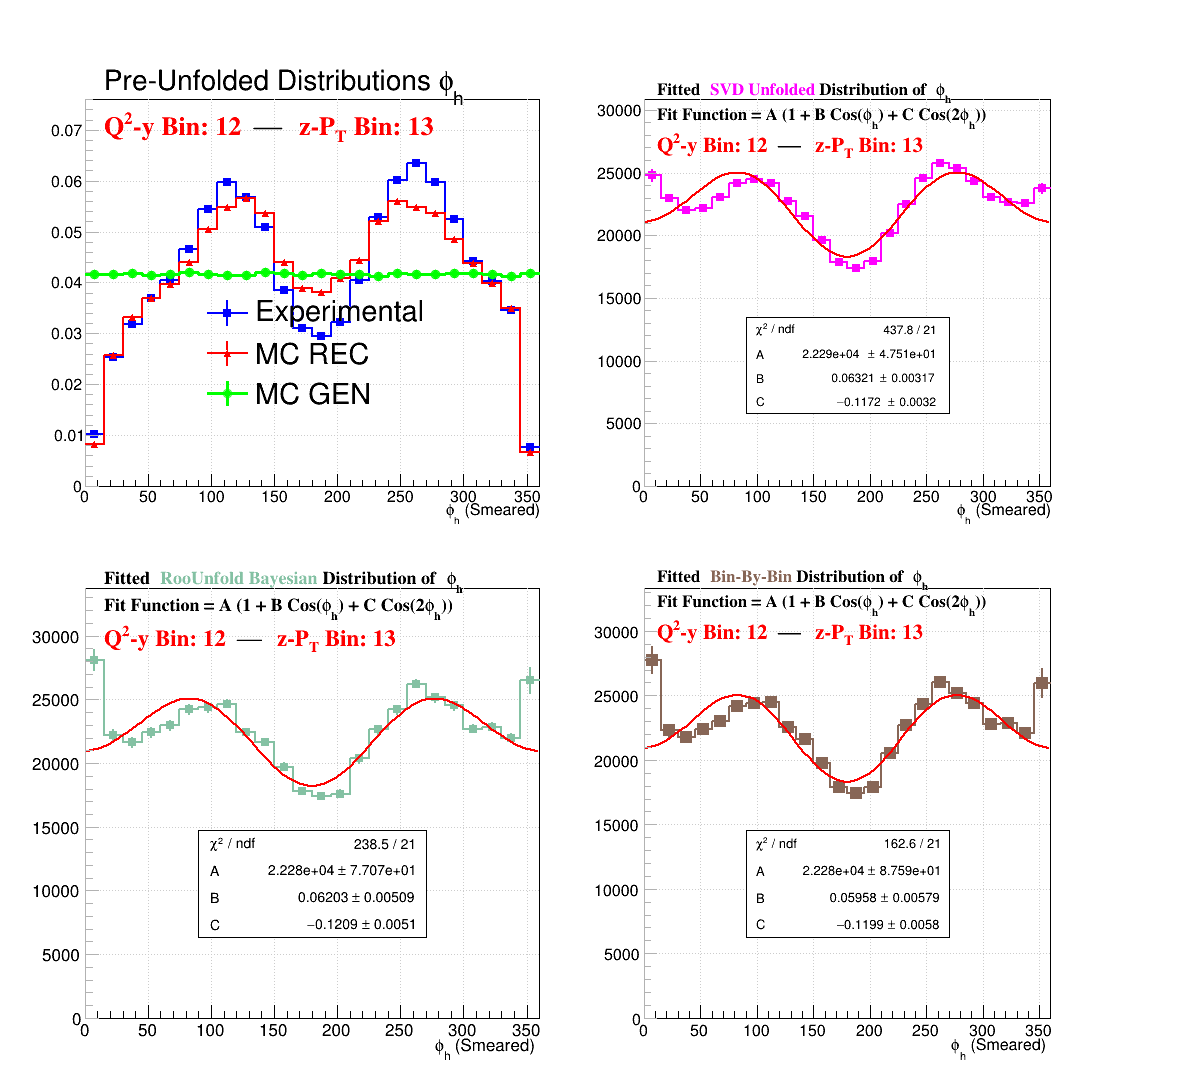 Pre-Unfolded Distributions ϕh
Q2-y Bin: 12 — z-PT Bin: 13
0.07
0.06
0.05
0.04
0.03
0.02
0.01
0
Experimental
MC REC
MC GEN
0 50 100 150 200 250 300 350
ϕh (Smeared)
Fitted SVD Unfolded Distribution of ϕh
Fit Function = A (1 + B Cos(ϕh) + C Cos(2ϕh))
Q2-y Bin: 12 — z-PT Bin: 13
30000
25000
20000
15000
10000
5000
0
χ2 / ndf 437.8 / 21
A 2.229e+04 ± 4.751e+01
B 0.06321 ± 0.00317
C −0.1172 ± 0.0032
0 50 100 150 200 250 300 350
ϕh (Smeared)
Fitted RooUnfold Bayesian Distribution of ϕh
Fit Function = A (1 + B Cos(ϕh) + C Cos(2ϕh))
Q2-y Bin: 12 — z-PT Bin: 13
30000
25000
20000
15000
10000
5000
0
χ2 / ndf 238.5 / 21
A 2.228e+04 ± 7.707e+01
B 0.06203 ± 0.00509
C −0.1209 ± 0.0051
0 50 100 150 200 250 300 350
ϕh (Smeared)
Fitted Bin-By-Bin Distribution of ϕh
Fit Function = A (1 + B Cos(ϕh) + C Cos(2ϕh))
Q2-y Bin: 12 — z-PT Bin: 13
30000
25000
20000
15000
10000
5000
0
χ2 / ndf 162.6 / 21
A 2.228e+04 ± 8.759e+01
B 0.05958 ± 0.00579
C −0.1199 ± 0.0058
0 50 100 150 200 250 300 350
ϕh (Smeared)